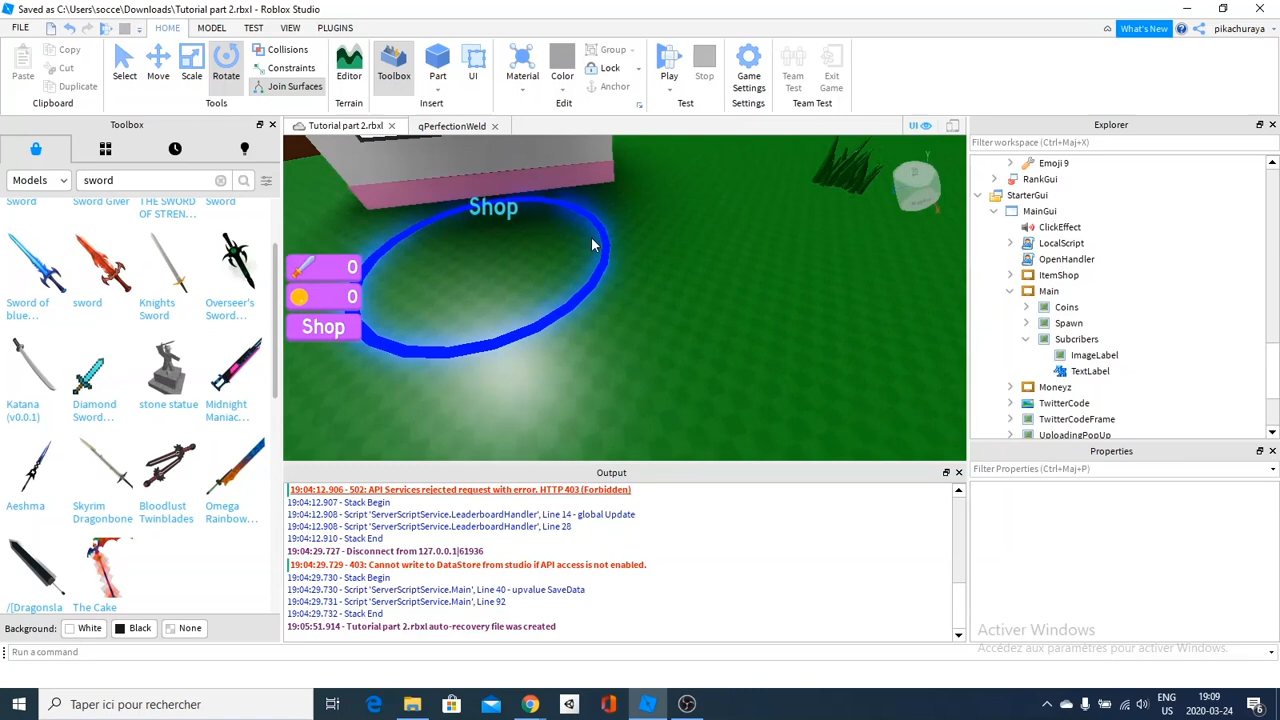 Saved as C:\Users\socce\Downloads\Tutorial part 2.rbxl - Roblox Studio
FILE HOME MODEL TEST VIEW PLUGINS
What's New pikachuraya
Paste Copy Cut Duplicate
Select Move Scale Rotate
Collisions Constraints Join Surfaces
Editor Toolbox Part UI
Material Color Group Lock Anchor
Play Stop Game Settings Team Test Exit Game
Clipboard Tools Terrain Insert Edit Test Settings Team Test
Toolbox
Models sword
Sword Sword Giver THE SWORD OF STREN... Sword
Sword of blue... sword Knights Sword Overseer's Sword...
Katana (v0.0.1) Diamond Sword... stone statue Midnight Maniac...
Aeshma Skyrim Dragonbone Bloodlust Twinblades Omega Rainbow...
/[Dragonsla The Cake
Background: White Black None
Tutorial part 2.rbxl qPerfectionWeld
UI
Shop
0
0
Shop
Output
19:04:12.906 - 502: API Services rejected request with error. HTTP 403 (Forbidden)
19:04:12.907 - Stack Begin
19:04:12.908 - Script 'ServerScriptService.LeaderboardHandler', Line 14 - global Update
19:04:12.908 - Script 'ServerScriptService.LeaderboardHandler', Line 28
19:04:12.910 - Stack End
19:04:29.727 - Disconnect from 127.0.0.1|61936
19:04:29.729 - 403: Cannot write to DataStore from studio if API access is not enabled.
19:04:29.730 - Stack Begin
19:04:29.730 - Script 'ServerScriptService.Main', Line 40 - upvalue SaveData
19:04:29.731 - Script 'ServerScriptService.Main', Line 92
19:04:29.732 - Stack End
19:05:51.914 - Tutorial part 2.rbxl auto-recovery file was created
Explorer
Filter workspace (Ctrl+Maj+X)
Emoji 9
RankGui
StarterGui
MainGui
ClickEffect
LocalScript
OpenHandler
ItemShop
Main
Coins
Spawn
Subcribers
ImageLabel
TextLabel
Moneyz
TwitterCode
TwitterCodeFrame
UploadingPopUp
Properties
Filter Properties (Ctrl+Maj+P)
Activer Windows
Accédez aux paramètres pour activer Windows.
Run a command
Taper ici pour rechercher
ENG
US
19:09
2020-03-24
6